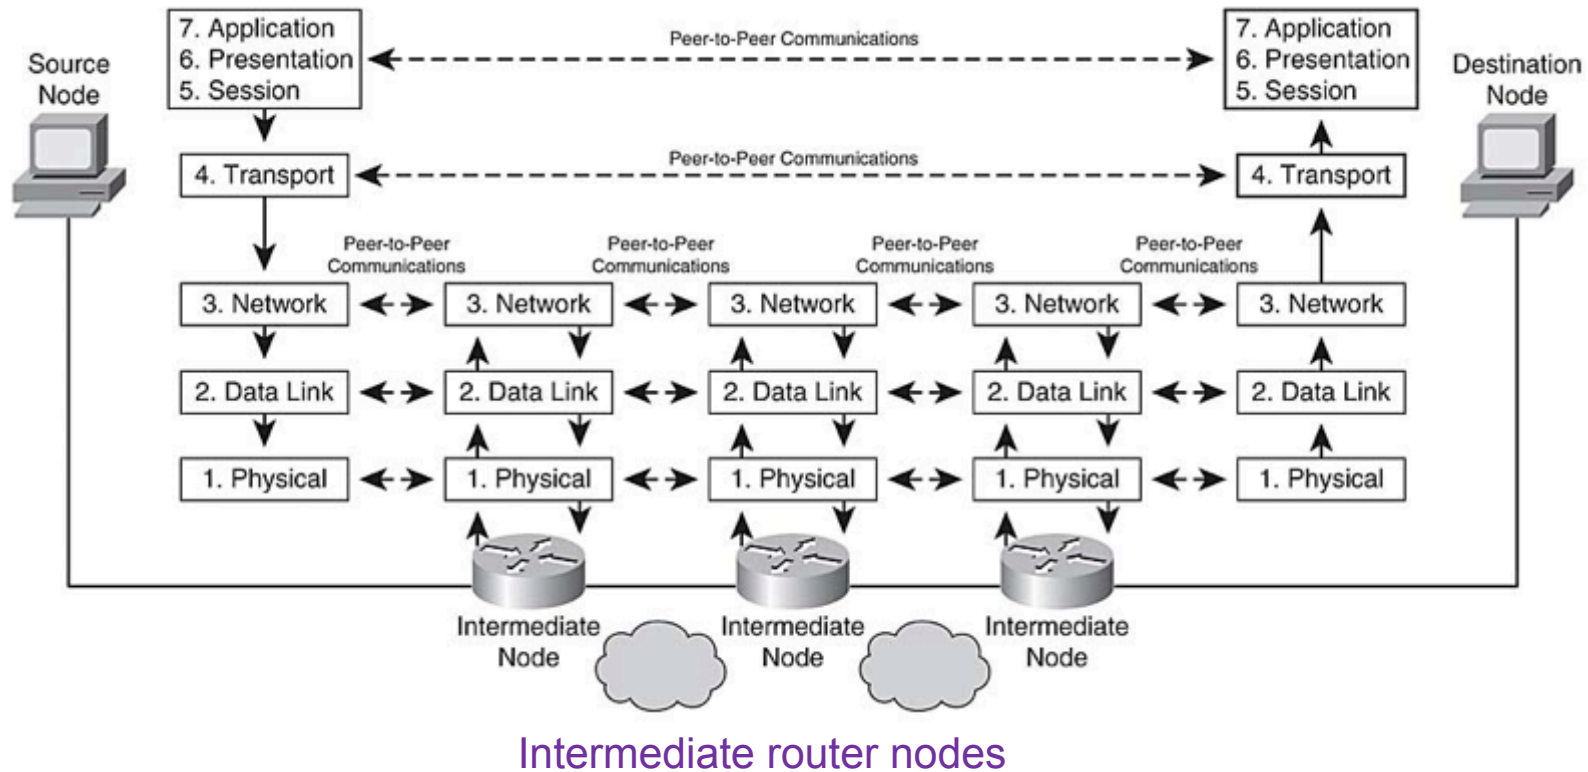 7. Application
6. Presentation
5. Session
Peer-to-Peer Communications
7. Application
6. Presentation
5. Session
Source
Node
Destination
Node
4. Transport
Peer-to-Peer Communications
4. Transport
Peer-to-Peer
Communications
Peer-to-Peer
Communications
Peer-to-Peer
Communications
Peer-to-Peer
Communications
3. Network
3. Network
3. Network
3. Network
3. Network
2. Data Link
2. Data Link
2. Data Link
2. Data Link
2. Data Link
1. Physical
1. Physical
1. Physical
1. Physical
1. Physical
Intermediate
Node
Intermediate
Node
Intermediate
Node
Intermediate router nodes